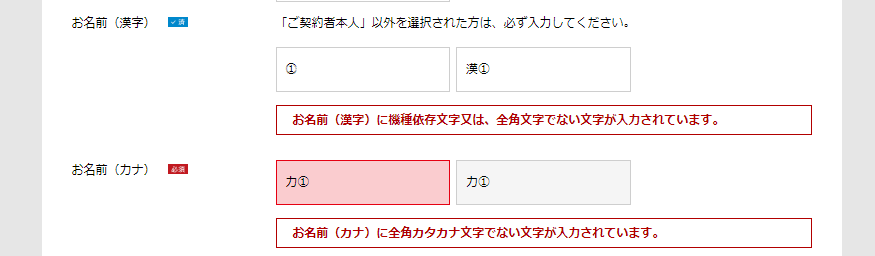 お名前（漢字） ✓ 済 「ご契約者本人」以外を選択された方は、必ず入力してください。
① 漢①
お名前（漢字）に機種依存文字又は、全角文字でない文字が入力されています。
お名前（カナ） 必須 カ① カ①
お名前（カナ）に全角カタカナ文字でない文字が入力されています。